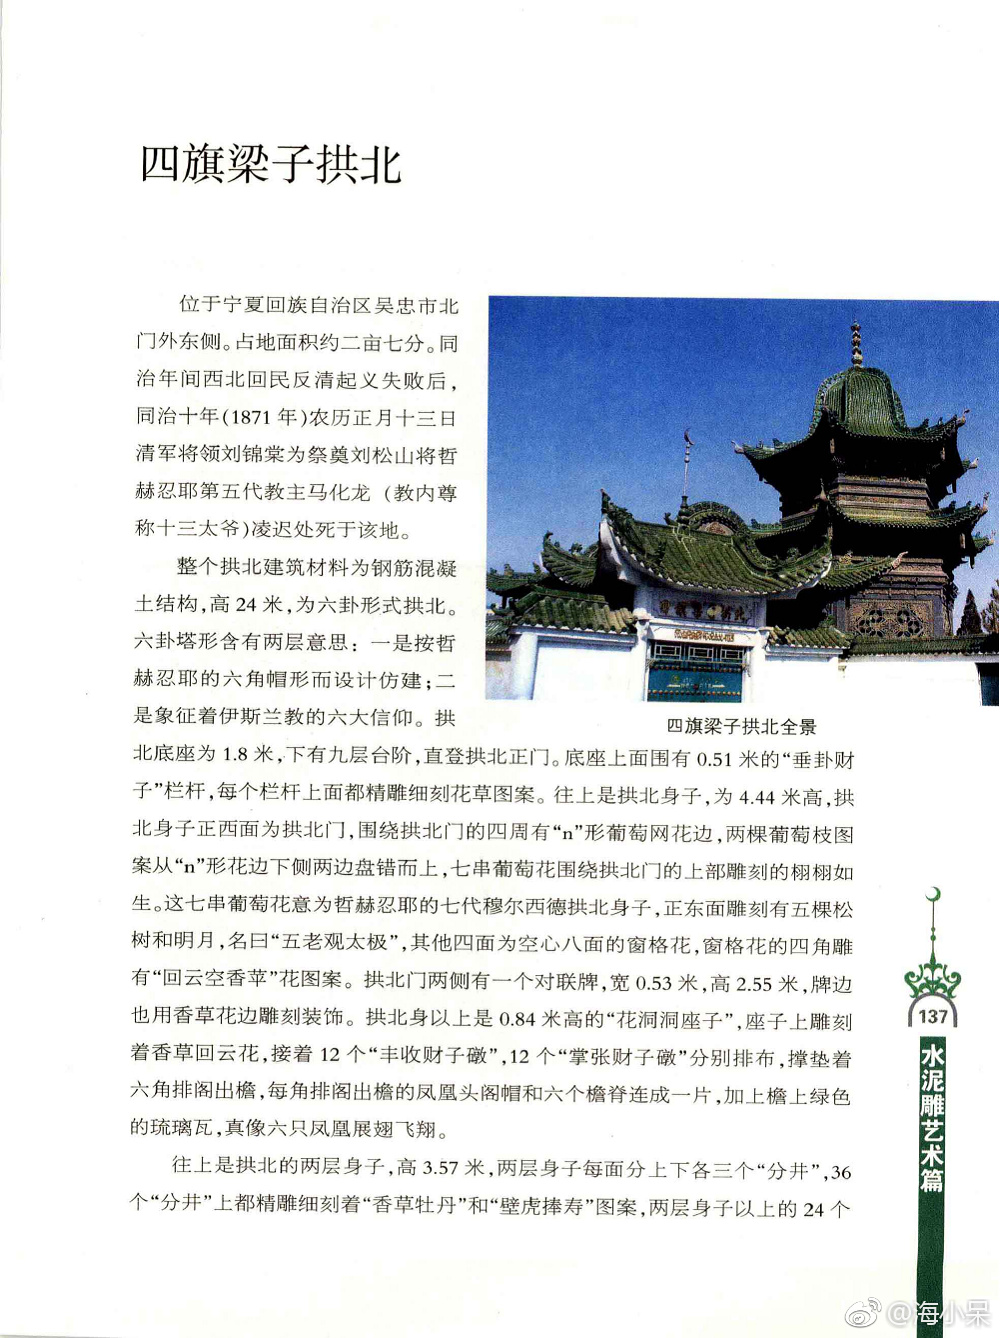 四旗梁子拱北
位于宁夏回族自治区吴忠市北
门外东侧。占地面积约二亩七分。同
治年间西北回民反清起义失败后，
同治十年(1871年)农历正月十三日
清军将领刘锦棠为祭奠刘松山将哲
赫忍耶第五代教主马化龙 (教内尊
称十三太爷)凌迟处死于该地。
整个拱北建筑材料为钢筋混凝
土结构，高24米，为六卦形式拱北。
六卦塔形含有两层意思：一是按哲
赫忍耶的六角帽形而设计仿建；二
是象征着伊斯兰教的六大信仰。拱
四旗梁子拱北全景
北底座为1.8米，下有九层台阶，直登拱北正门。底座上面围有0.51米的“垂卦财
子”栏杆，每个栏杆上面都精雕细刻花草图案。往上是拱北身子，为4.44米高，拱
北身子正西面为拱北门，围绕拱北门的四周有“n”形葡萄网花边，两棵葡萄枝图
案从“n”形花边下侧两边盘错而上，七串葡萄花围绕拱北门的上部雕刻的栩栩如
生。这七串葡萄花意为哲赫忍耶的七代穆尔西德拱北身子，正东面雕刻有五棵松
树和明月，名曰“五老观太极”，其他四面为空心八面的窗格花，窗格花的四角雕
有“回云空香苹”花图案。拱北门两侧有一个对联牌，宽0.53米，高2.55米，牌边
也用香草花边雕刻装饰。拱北身以上是0.84米高的“花洞洞座子”，座子上雕刻
着香草回云花，接着12个“丰收财子礅”，12个“掌张财子礅”分别排布，撑垫着
六角排阁出檐，每角排阁出檐的凤凰头阁帽和六个檐脊连成一片，加上檐上绿色
的琉璃瓦，真像六只凤凰展翅飞翔。
往上是拱北的两层身子，高3.57米，两层身子每面分上下各三个“分井”，36
个“分井”上都精雕细刻着“香草牡丹”和“壁虎捧寿”图案，两层身子以上的24个
137
水泥雕艺术篇
@海小呆